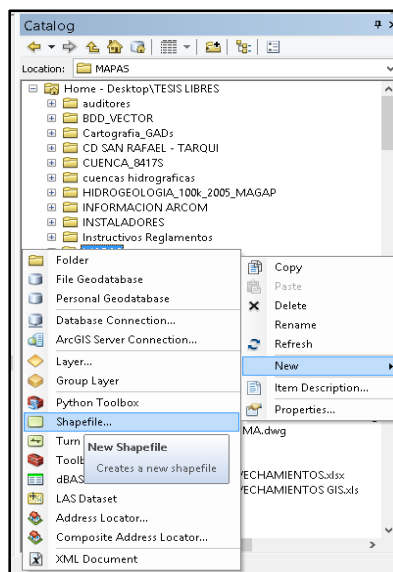 Catalog
Location: MAPAS
Home - Desktop\TESIS LIBRES
auditores
BDD_VECTOR
Cartografia_GADs
CD SAN RAFAEL - TARQUI
CUENCA_8417S
cuencas hidrograficas
HIDROGEOLOGIA_100k_2005_MAGAP
INFORMACION ARCOM
INSTALADORES
Instructivos Reglamentos
Folder
File Geodatabase
Personal Geodatabase
Database Connection...
ArcGIS Server Connection...
Layer...
Group Layer
Python Toolbox
Shapefile...
Turn
Toolb
dBAS
LAS Dataset
Address Locator...
Composite Address Locator...
XML Document
New Shapefile
Creates a new shapefile
Copy
Paste
Delete
Rename
Refresh
New
Item Description...
Properties...
MA.dwg
VECHAMIENTOS.xlsx
VECHAMIENTOS GIS.xls